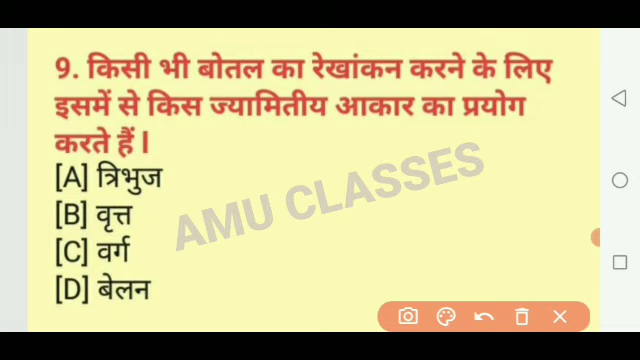 9. किसी भी बोतल का रेखांकन करने के लिए
इसमें से किस ज्यामितीय आकार का प्रयोग
करते हैं l
[A] त्रिभुज
[B] वृत्त
[C] वर्ग
[D] बेलन
AMU CLASSES